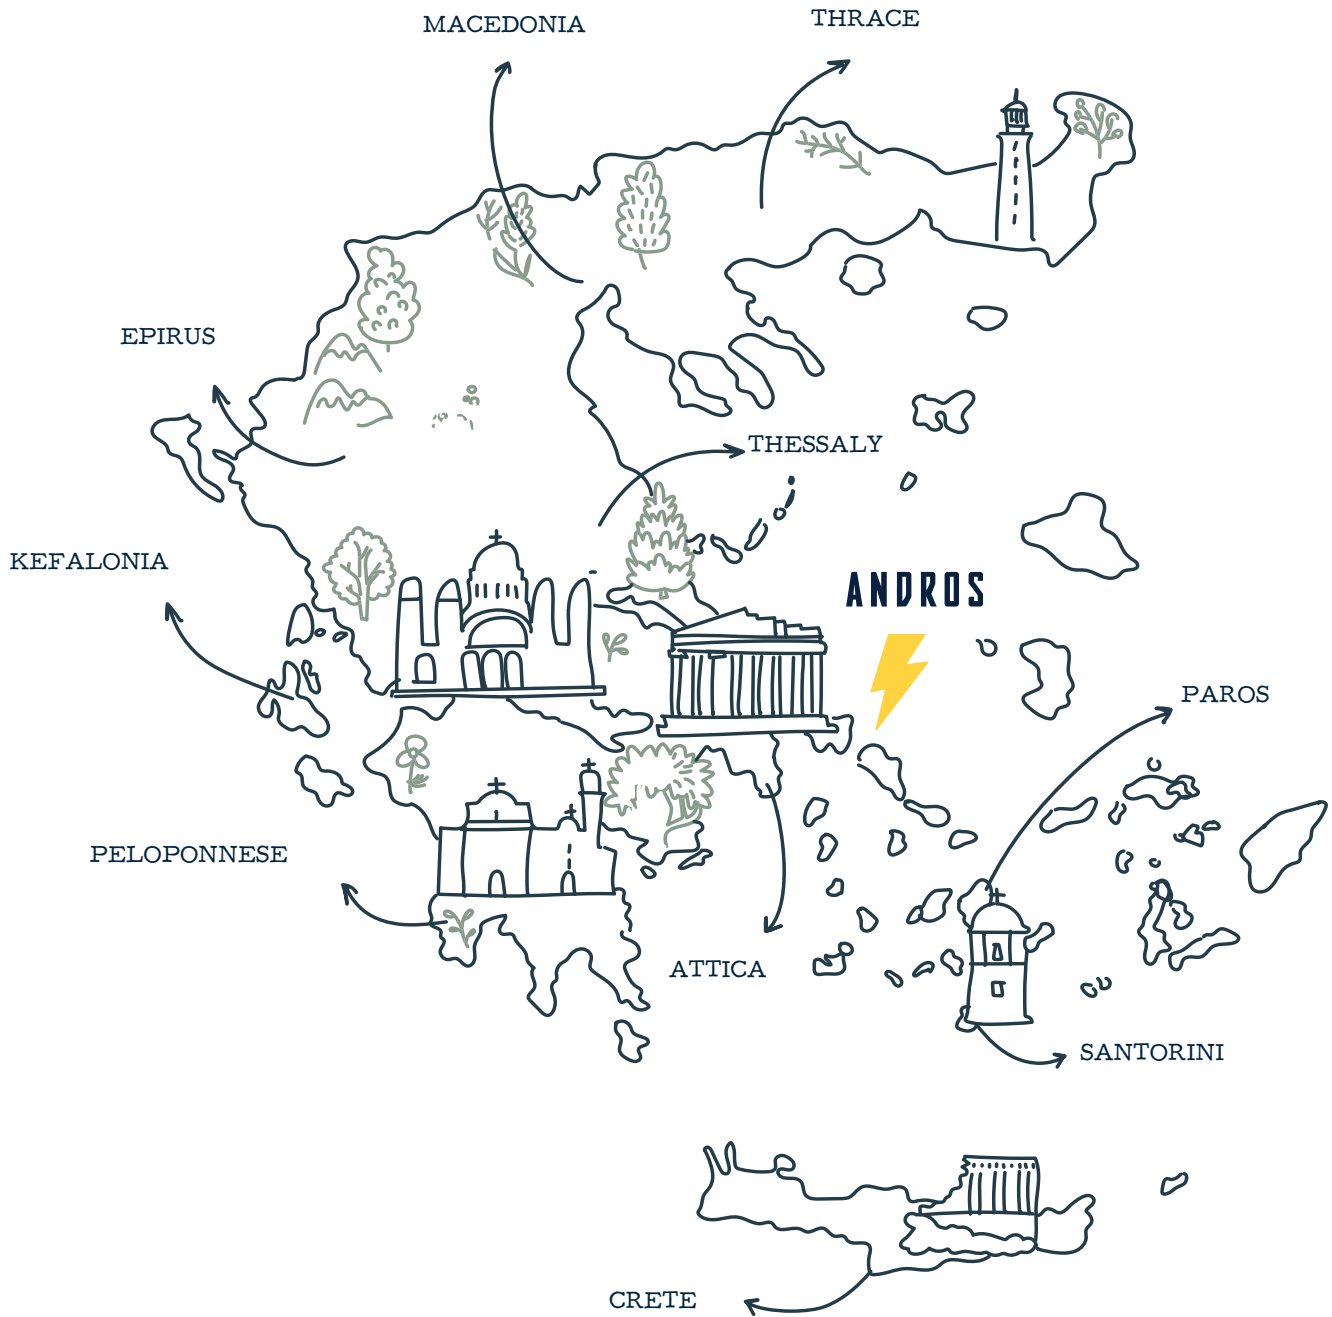 MACEDONIA
THRACE
EPIRUS
THESSALY
KEFALONIA
ANDROS
PAROS
PELOPONNESE
ATTICA
SANTORINI
CRETE